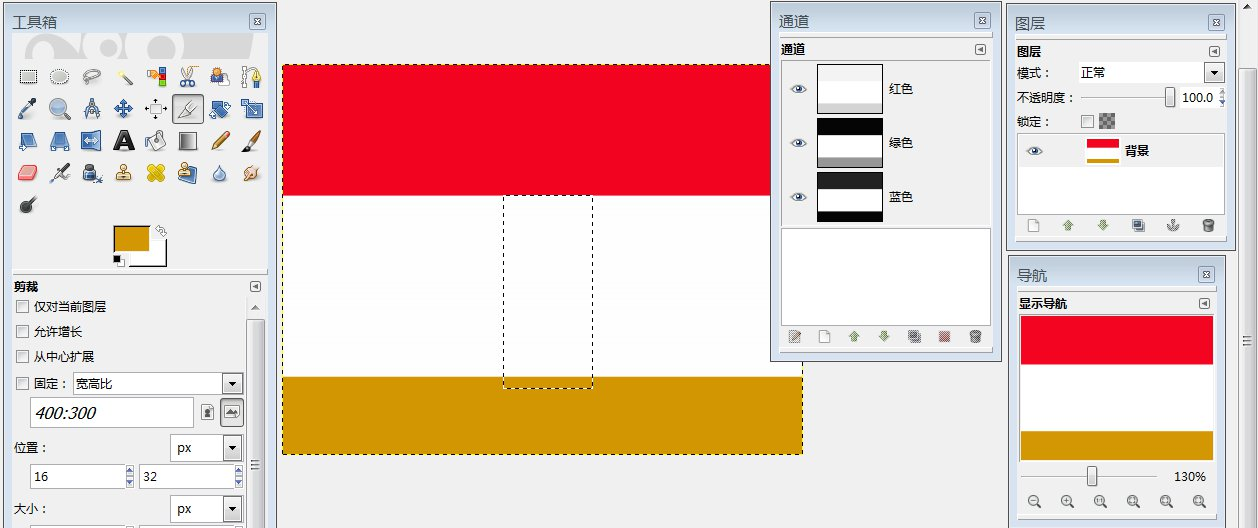 工具箱
剪裁
仅对当前图层
允许增长
从中心扩展
固定： 宽高比
400:300
位置： px
16 32
大小： px
通道
通道
红色
绿色
蓝色
图层
图层
模式： 正常
不透明度： 100.0
锁定：
背景
导航
显示导航
130%